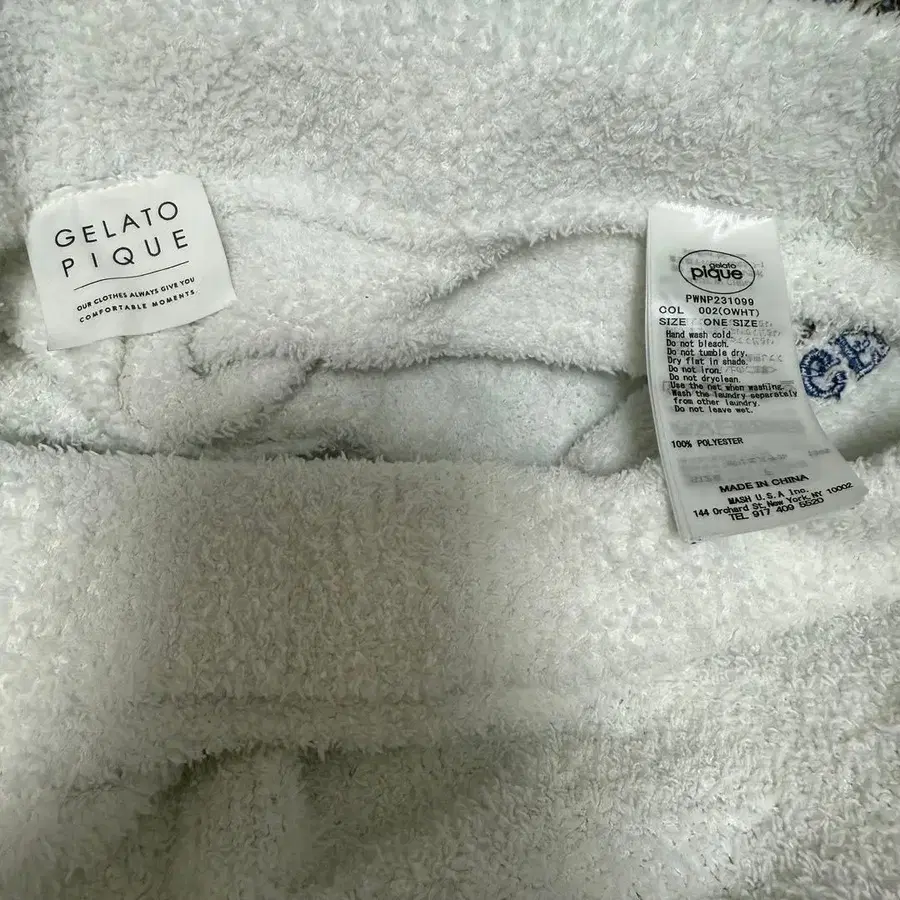 GELATO
PIQUE
OUR CLOTHES ALWAYS GIVE YOU
COMFORTABLE MOMENTS
gelato
pique
PWNP231099
COL 002(OWHT)
SIZE ONE SIZE
Hand wash cold.
Do not bleach.
Do not tumble dry.
Dry flat in shade.
Do not iron.
Do not dryclean.
Use the net when washing.
Wash the laundry separately
from other laundry.
Do not leave wet.
100% POLYESTER
MADE IN CHINA
MASH U.S.A Inc.
144 Orchard St, New York, NY 10002
TEL 917 409 5520